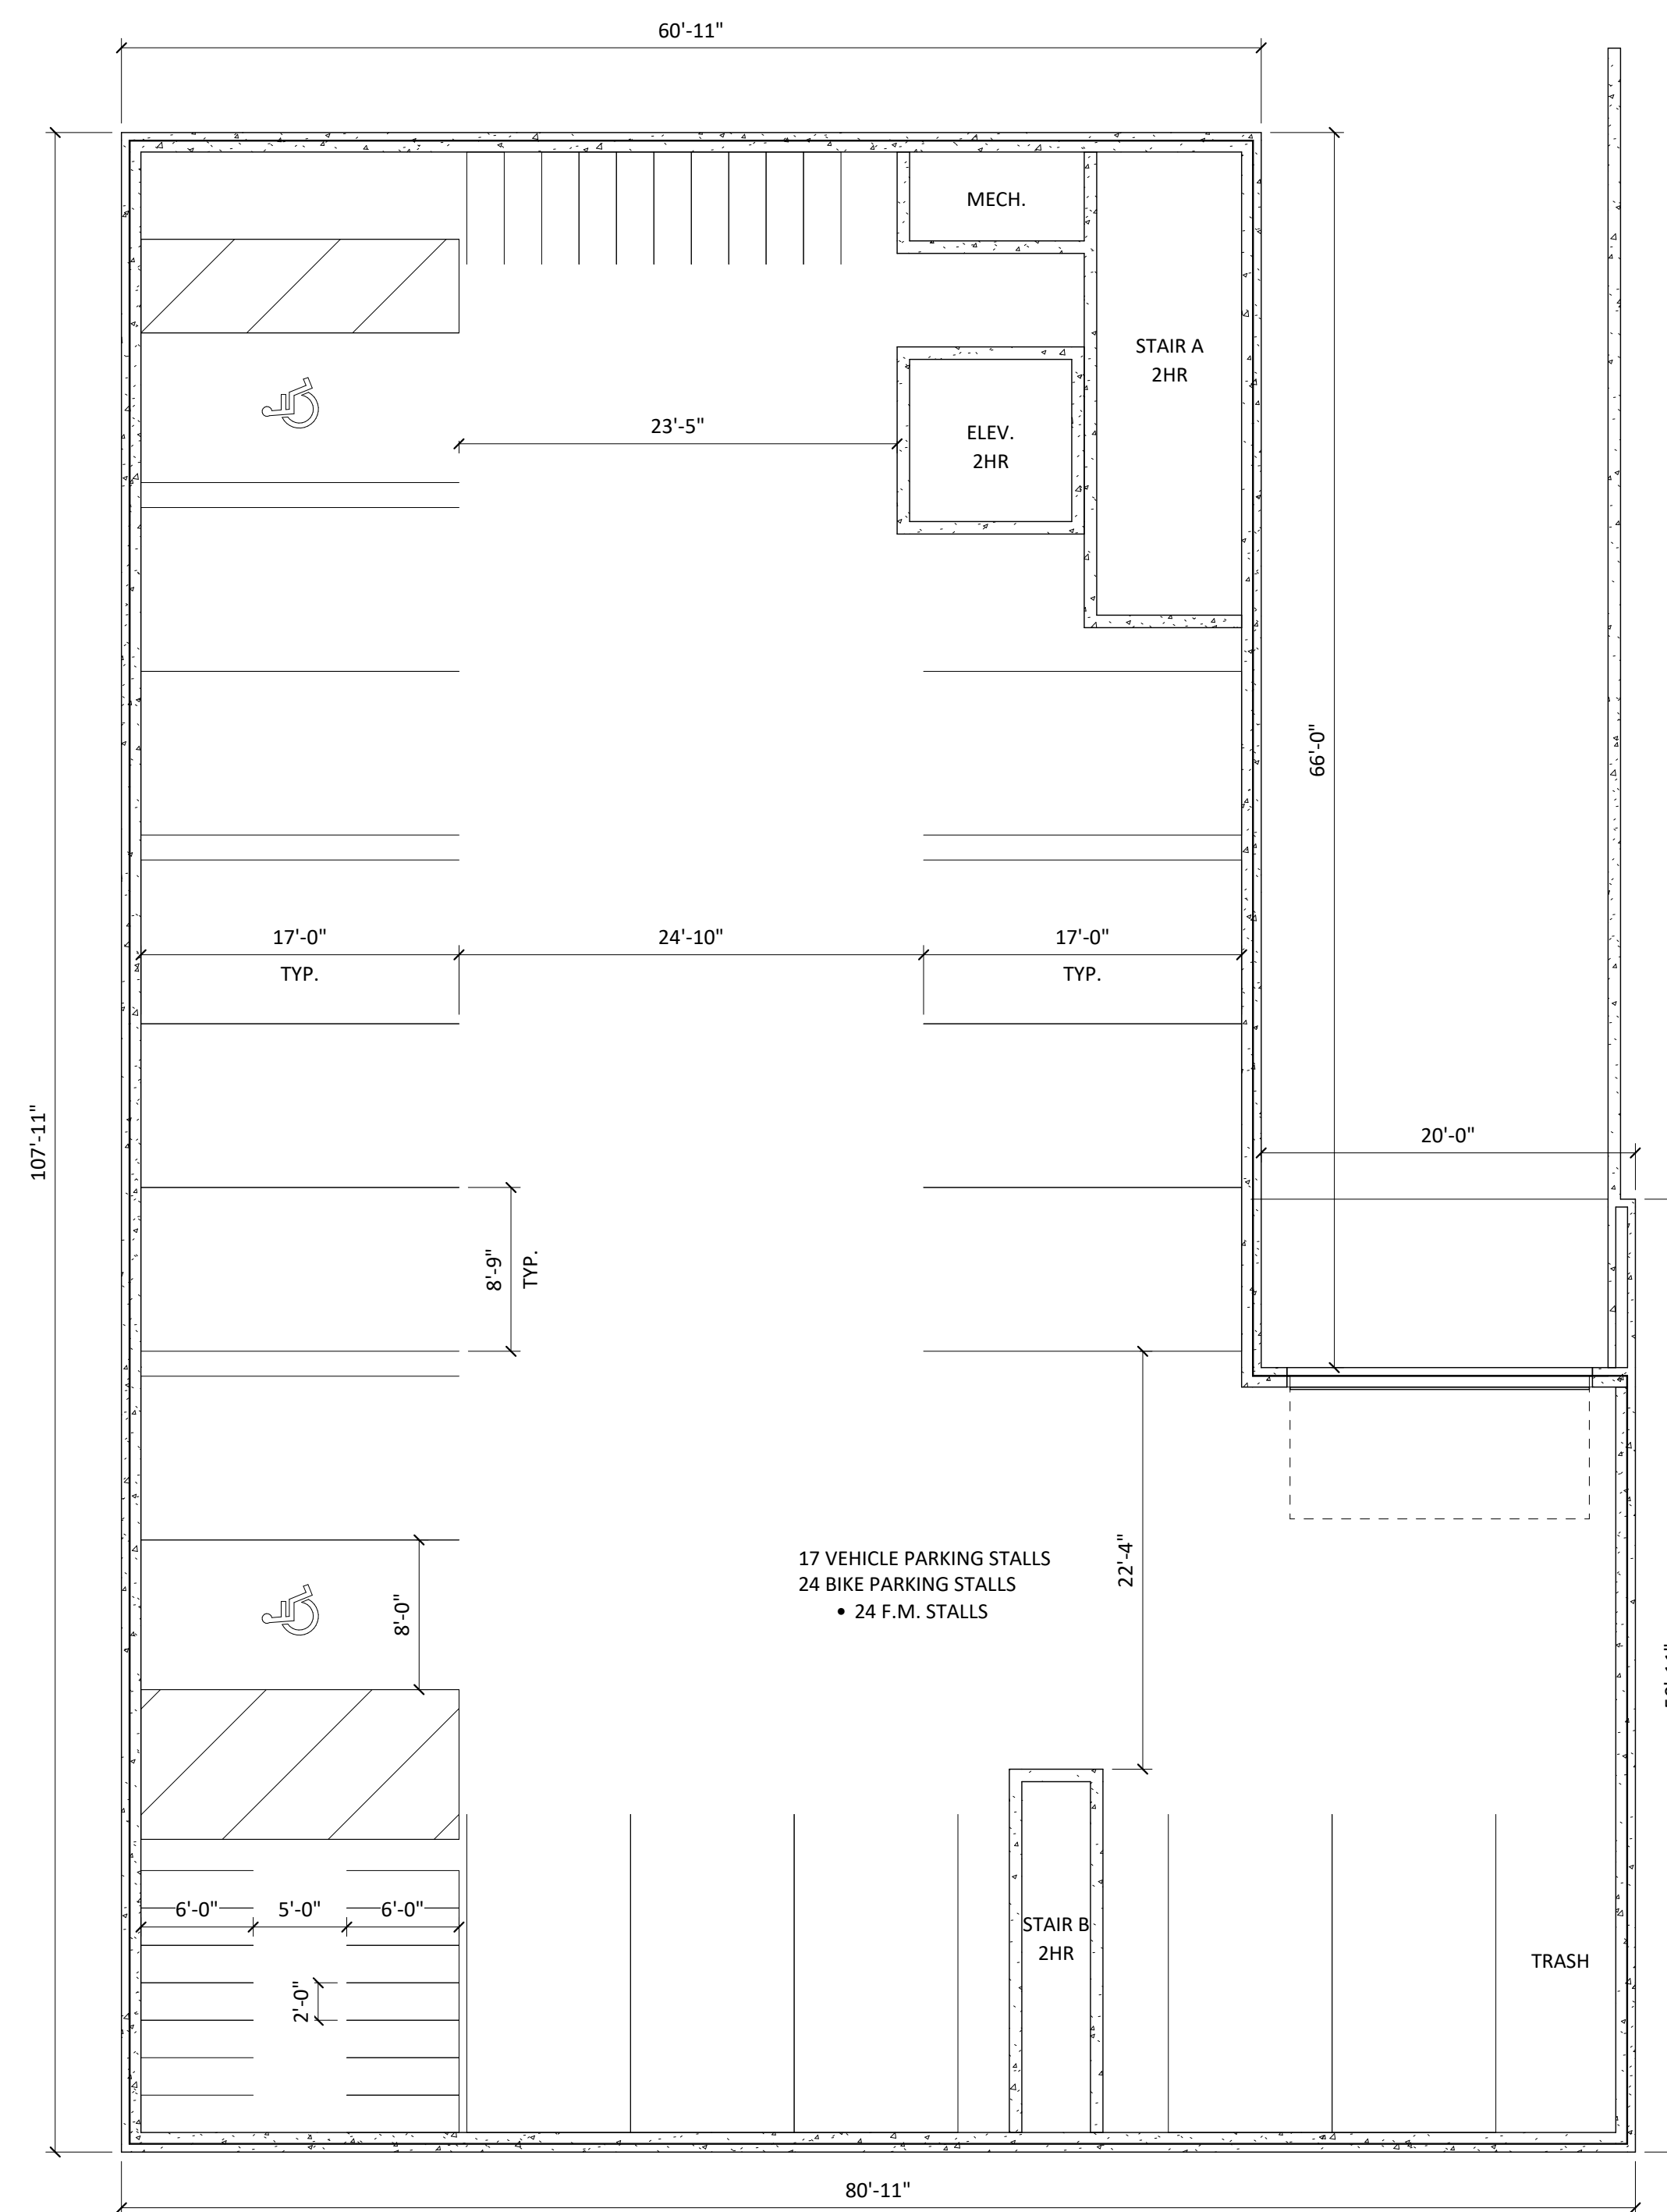 60'-11"
MECH.
STAIR A
2HR
23'-5"
ELEV.
2HR
66'-0"
17'-0"
TYP.
24'-10"
17'-0"
TYP.
107'-11"
20'-0"
8'-9"
TYP.
17 VEHICLE PARKING STALLS
24 BIKE PARKING STALLS
• 24 F.M. STALLS
22'-4"
8'-0"
6'-0"
5'-0"
6'-0"
2'-0"
STAIR B
2HR
TRASH
80'-11"